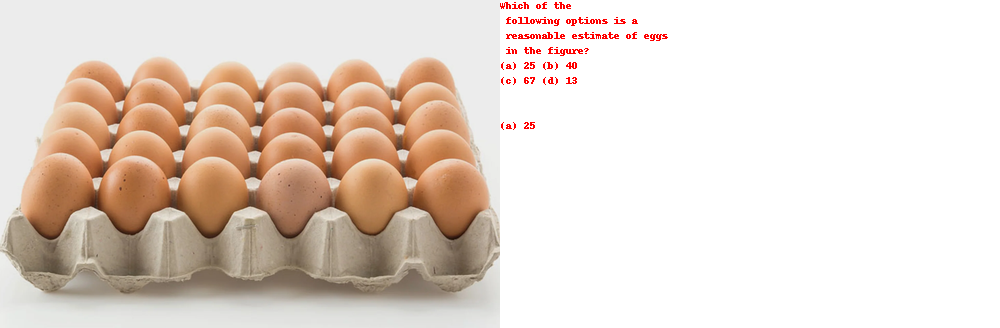 Which of the
following options is a
reasonable estimate of eggs
in the figure?
(a) 25 (b) 40
(c) 67 (d) 13
(a) 25